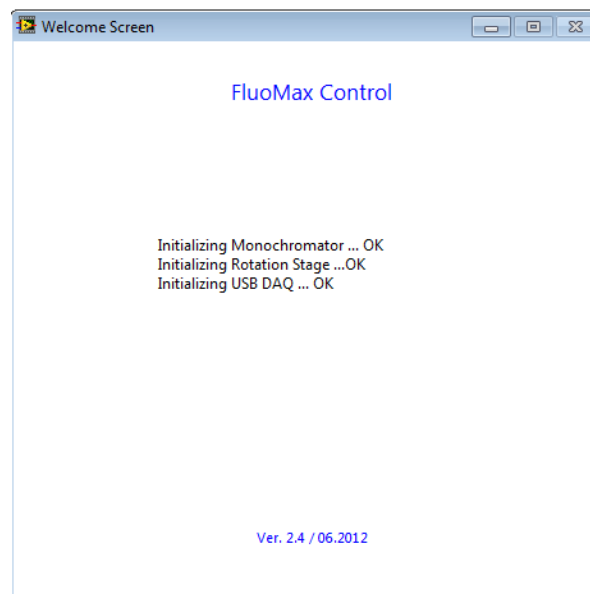 Welcome Screen
FluoMax Control
Initializing Monochromator ... OK
Initializing Rotation Stage ...OK
Initializing USB DAQ ... OK
Ver. 2.4 / 06.2012